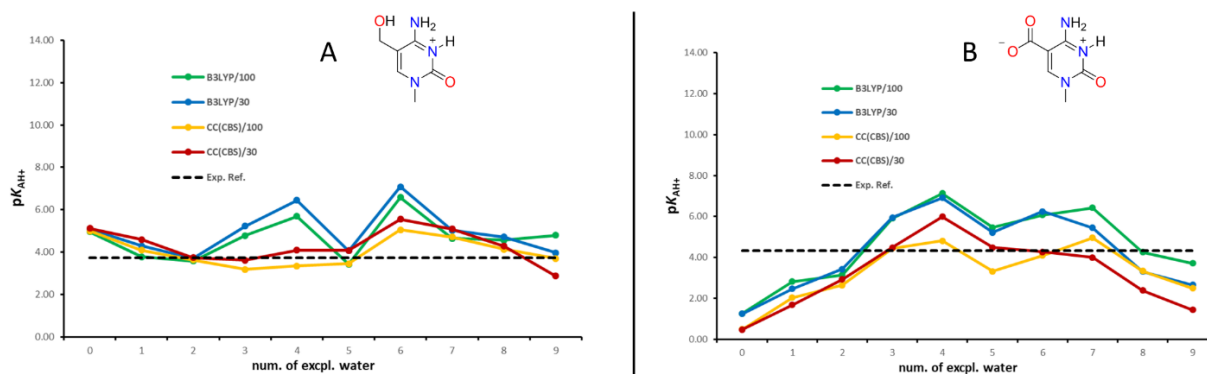 A
OH
NH₂
N
H
+
N
O
14.00
12.00
10.00
8.00
6.00
4.00
2.00
0.00
pKAH+
B3LYP/100
B3LYP/30
CC(CBS)/100
CC(CBS)/30
Exp. Ref.
0 1 2 3 4 5 6 7 8 9
num. of excpl. water
B
O
NH₂
−
O
N
H
+
N
O
14.00
12.00
10.00
8.00
6.00
4.00
2.00
0.00
pKAH+
B3LYP/100
B3LYP/30
CC(CBS)/100
CC(CBS)/30
Exp. Ref.
0 1 2 3 4 5 6 7 8 9
num. of excpl. water